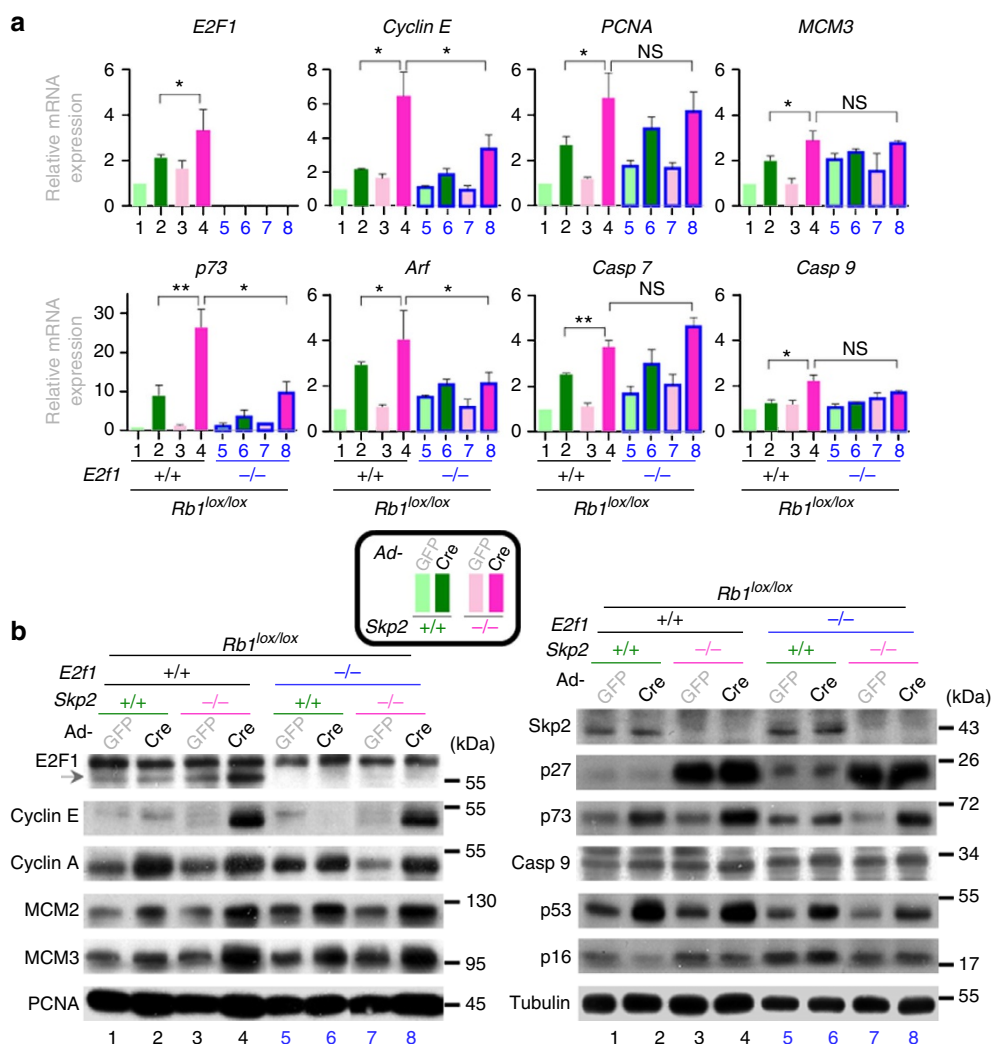 a
E2F1 Cyclin E PCNA MCM3
Relative mRNA expression
6 4 2 0 * 1 2 3 4 5 6 7 8
8 6 4 2 0 * * 1 2 3 4 5 6 7 8
6 4 2 0 * NS 1 2 3 4 5 6 7 8
6 4 2 0 * NS 1 2 3 4 5 6 7 8
p73 Arf Casp 7 Casp 9
Relative mRNA expression
30 20 10 0 ** * 1 2 3 4 5 6 7 8
6 4 2 0 * * 1 2 3 4 5 6 7 8
6 4 2 0 ** NS 1 2 3 4 5 6 7 8
6 4 2 0 * NS 1 2 3 4 5 6 7 8
E2f1 +/+ −/− +/+ −/− +/+ −/− +/+ −/−
Rb1lox/lox Rb1lox/lox Rb1lox/lox Rb1lox/lox
Ad- GFP Cre GFP Cre
Skp2 +/+ −/−
b
Rb1lox/lox
E2f1 +/+ −/−
Skp2 +/+ −/− +/+ −/−
Ad- GFP Cre GFP Cre GFP Cre GFP Cre (kDa)
E2F1 55
Cyclin E 55
Cyclin A 55
MCM2 130
MCM3 95
PCNA 45
1 2 3 4 5 6 7 8
Rb1lox/lox
E2f1 +/+ −/−
Skp2 +/+ −/− +/+ −/−
Ad- GFP Cre GFP Cre GFP Cre GFP Cre (kDa)
Skp2 43
p27 26
p73 72
Casp 9 34
p53 55
p16 17
Tubulin 55
1 2 3 4 5 6 7 8